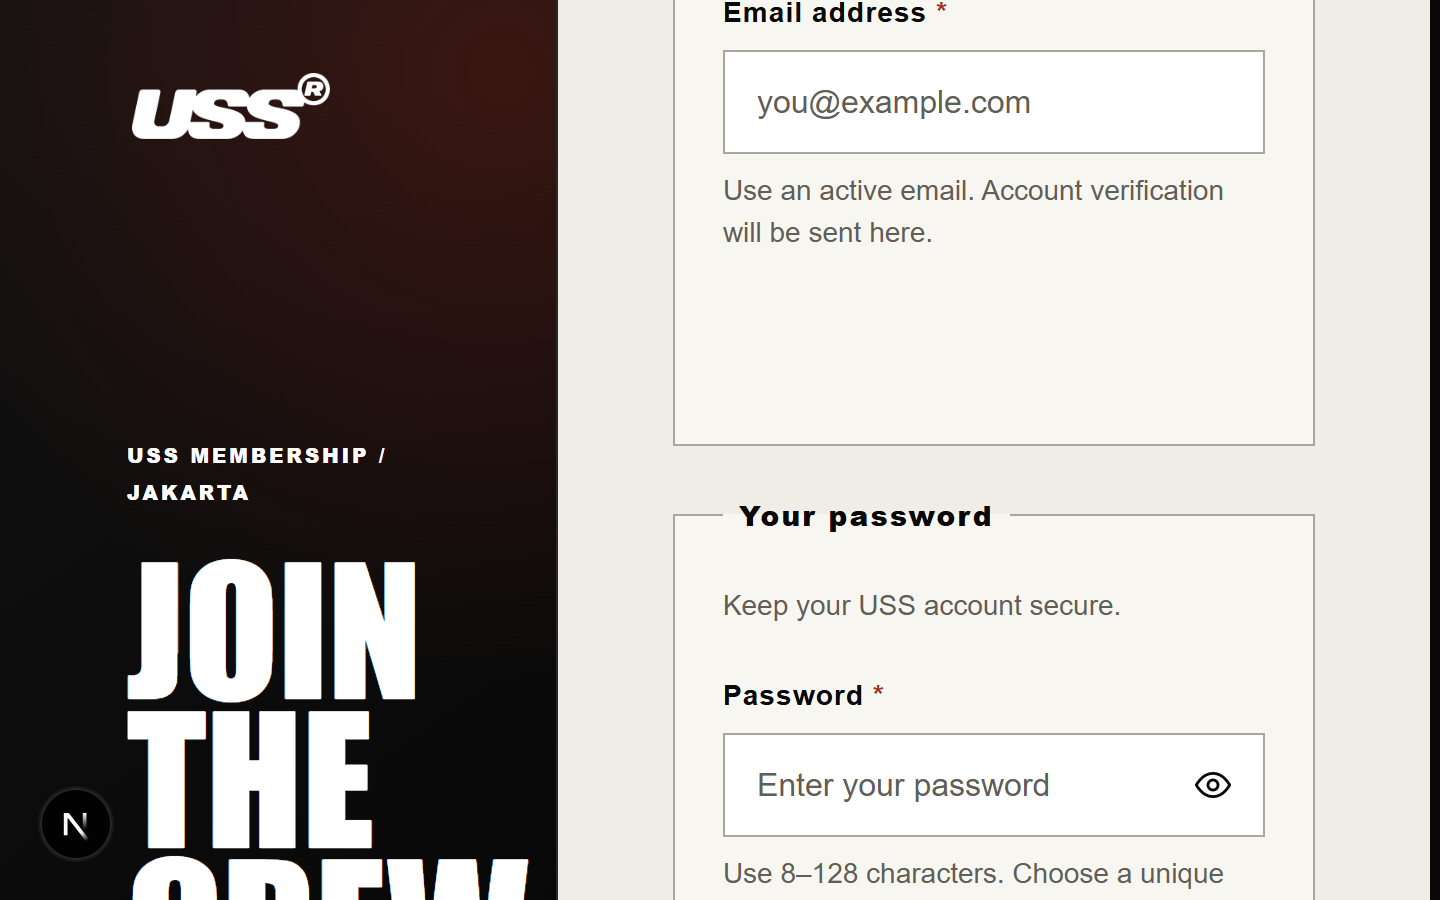 USS®
USS MEMBERSHIP /
JAKARTA
JOIN
THE
CREW
N
Email address *
you@example.com
Use an active email. Account verification
will be sent here.
Your password
Keep your USS account secure.
Password *
Enter your password
Use 8–128 characters. Choose a unique